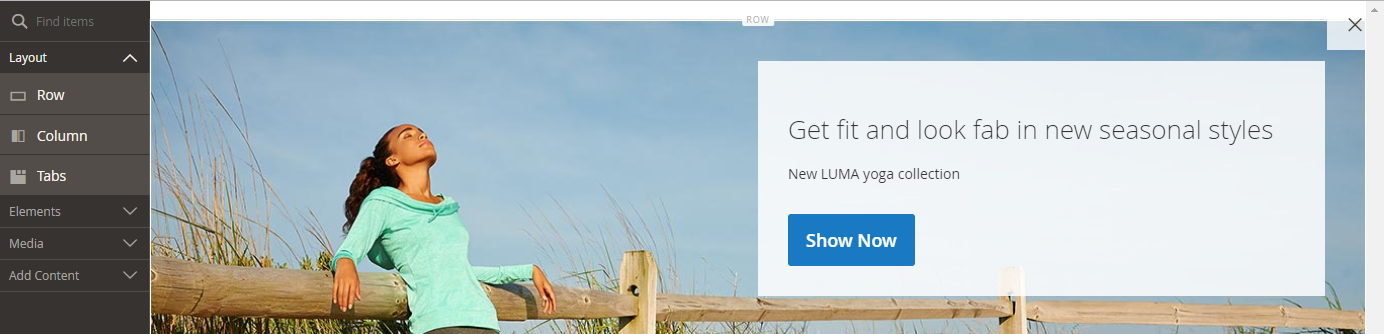 Find items
Layout
Row
Column
Tabs
Elements
Media
Add Content
ROW
Get fit and look fab in new seasonal styles
New LUMA yoga collection
Show Now